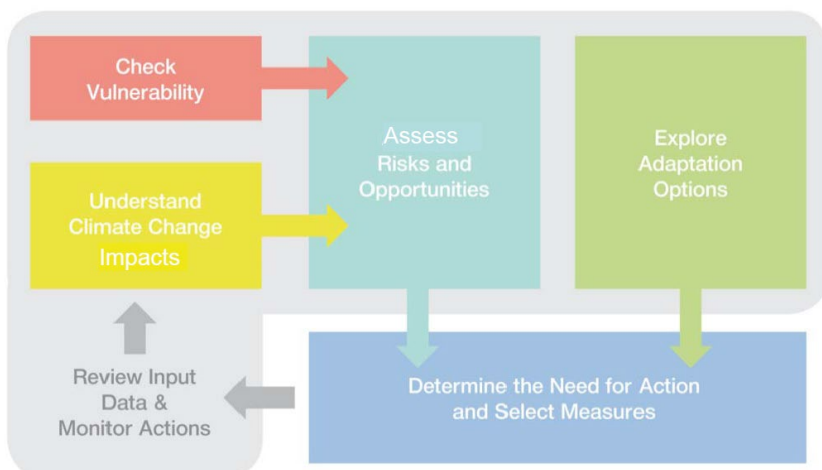 Check
Vulnerability
Understand
Climate Change
Impacts
Assess
Risks and
Opportunities
Explore
Adaptation
Options
Determine the Need for Action
and Select Measures
Review Input
Data &
Monitor Actions